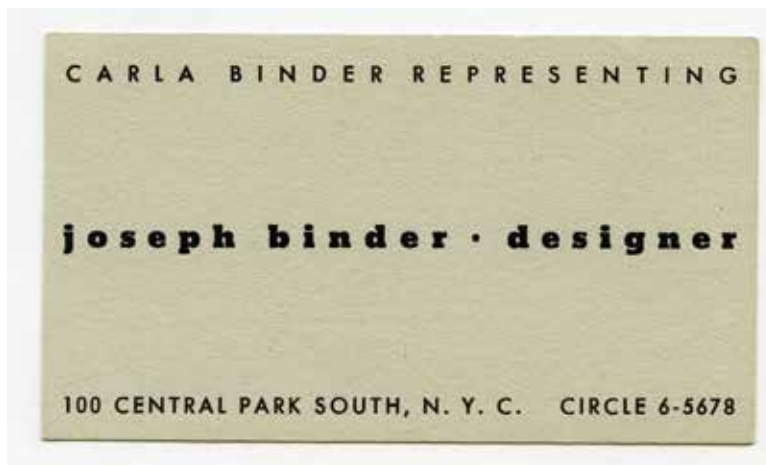 CARLA BINDER REPRESENTING
joseph binder · designer
100 CENTRAL PARK SOUTH, N. Y. C. CIRCLE 6-5678